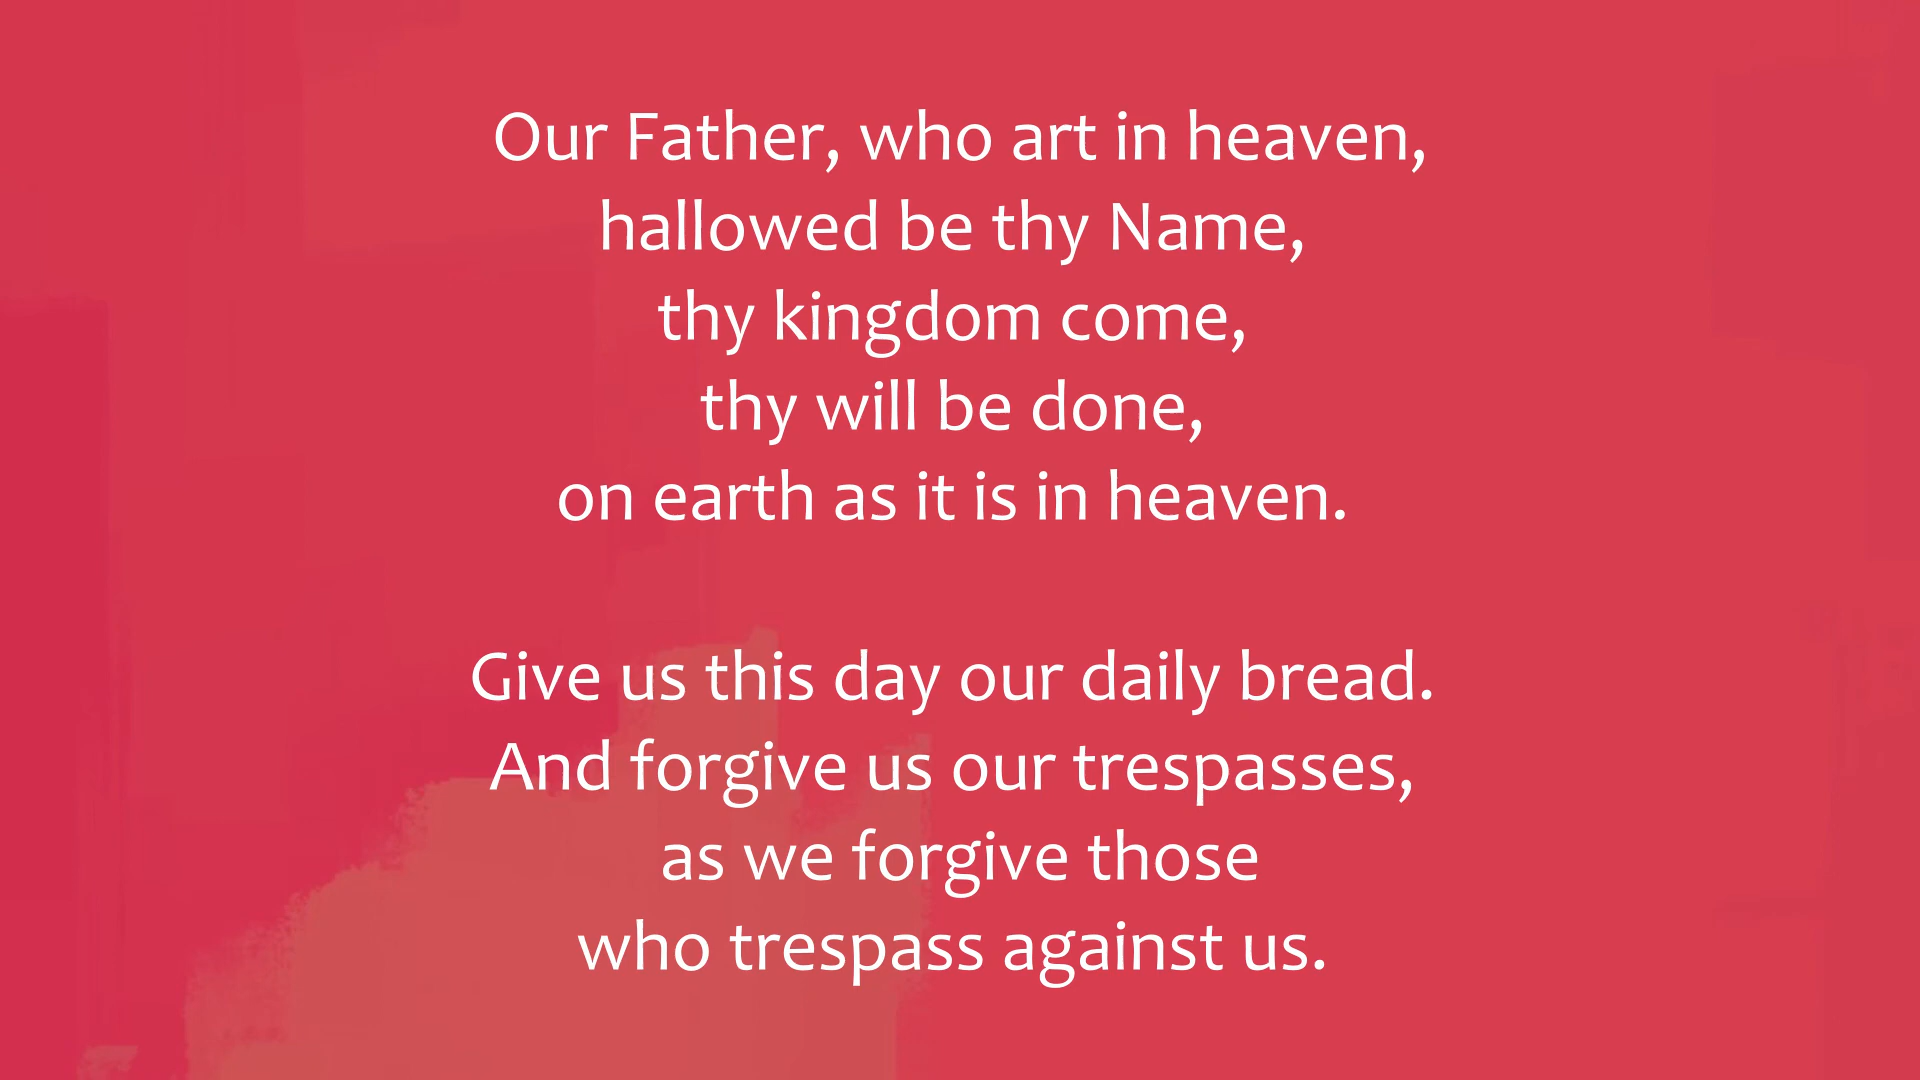 Our Father, who art in heaven,
hallowed be thy Name,
thy kingdom come,
thy will be done,
on earth as it is in heaven.
Give us this day our daily bread.
And forgive us our trespasses,
as we forgive those
who trespass against us.